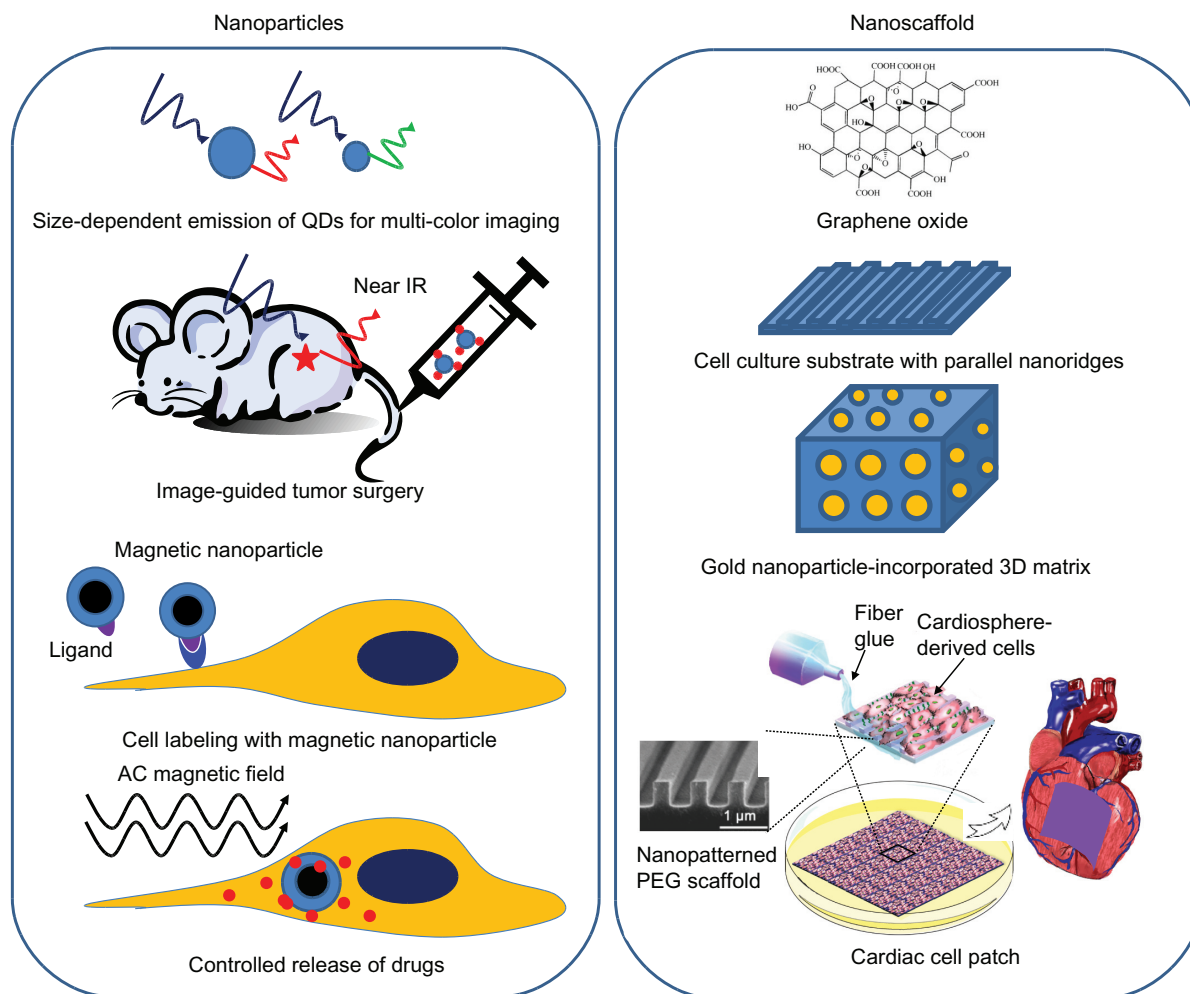 Nanoparticles
Size-dependent emission of QDs for multi-color imaging
Near IR
Image-guided tumor surgery
Magnetic nanoparticle
Ligand
Cell labeling with magnetic nanoparticle
AC magnetic field
Controlled release of drugs
Nanoscaffold
HOOC
COOH
COOH
COOH
OH
COOH
O
HO
O
O
O
O
HO
O
COOH
O
O
O
O
HO
O
O
O
OH
COOH
COOH
Graphene oxide
Cell culture substrate with parallel nanoridges
Gold nanoparticle-incorporated 3D matrix
Fiber
glue
Cardiosphere-
derived cells
1 µm
Nanopatterned
PEG scaffold
Cardiac cell patch